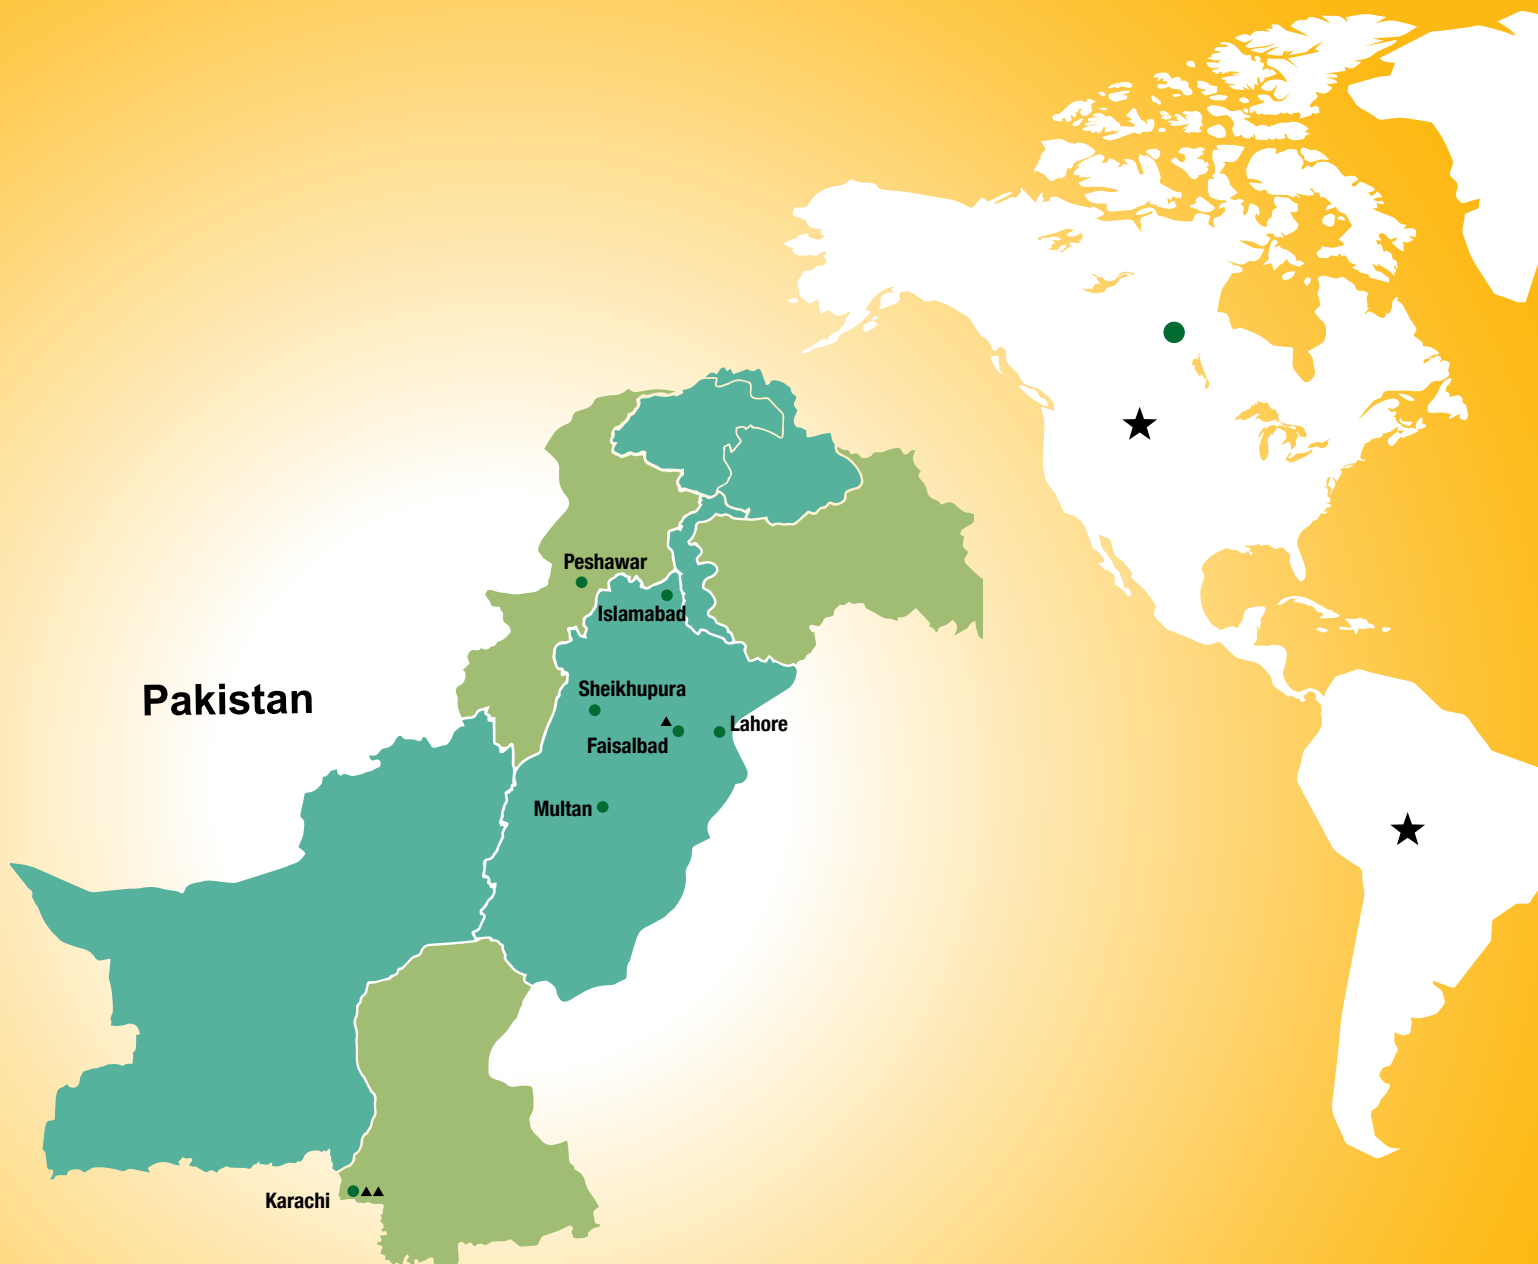 Peshawar
Islamabad
Sheikhupura
Pakistan
Lahore
Faisalbad
Multan
Karachi